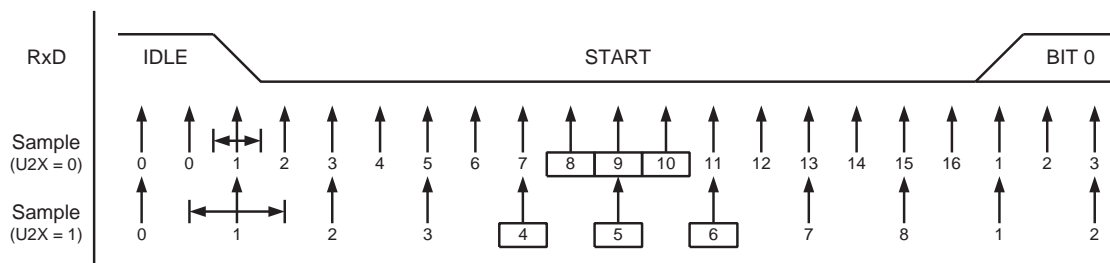 RxD IDLE START BIT 0
Sample
(U2X = 0)
0 0 1 2 3 4 5 6 7 8 9 10 11 12 13 14 15 16 1 2 3
Sample
(U2X = 1)
0 1 2 3 4 5 6 7 8 1 2